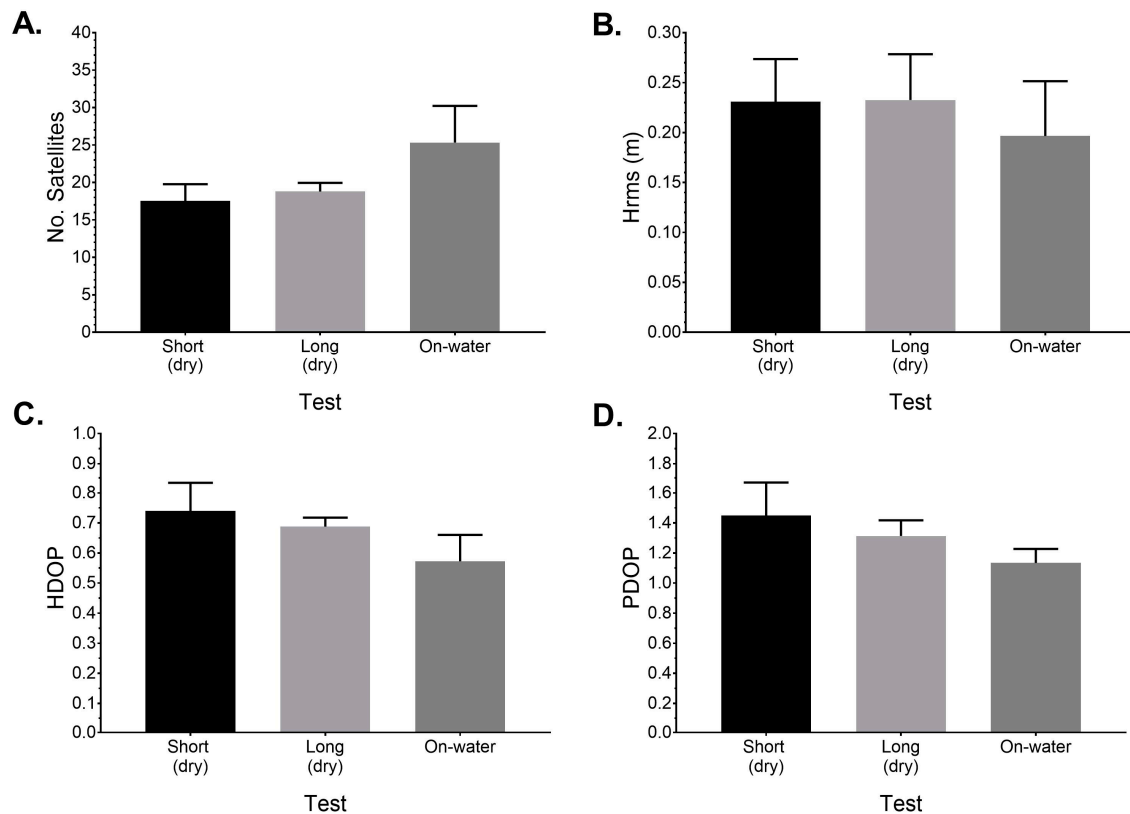 A.
No. Satellites
40
35
30
25
20
15
10
5
0
Short
(dry)
Long
(dry)
On-water
Test
B.
Hrms (m)
0.30
0.25
0.20
0.15
0.10
0.05
0.00
Short
(dry)
Long
(dry)
On-water
Test
C.
HDOP
1.0
0.9
0.8
0.7
0.6
0.5
0.4
0.3
0.2
0.1
0.0
Short
(dry)
Long
(dry)
On-water
Test
D.
PDOP
2.0
1.8
1.6
1.4
1.2
1.0
0.8
0.6
0.4
0.2
0.0
Short
(dry)
Long
(dry)
On-water
Test